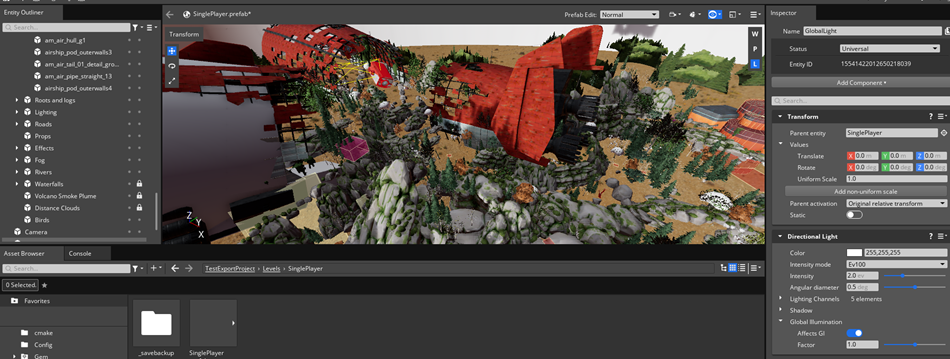 Entity Outliner
Search...
am_air_hull_g1
airship_pod_outerwalls3
am_air_tail_01_detail_gro...
am_air_pipe_straight_13
airship_pod_outerwalls4
Roots and logs
Lighting
Roads
Props
Effects
Fog
Rivers
Waterfalls
Volcano Smoke Plume
Distance Clouds
Birds
Camera
SinglePlayer.prefab*
Prefab Edit: Normal
Transform
W
P
L
Z
Y
X
Inspector
Name GlobalLight
Status Universal
Entity ID 15541422012650218039
Add Component
Search...
Transform ?
Parent entity SinglePlayer
Values
Translate X 0.0 m Y 0.0 m Z 0.0 m
Rotate X 0.0 deg Y 0.0 deg Z 0.0 deg
Uniform Scale 1.0
Add non-uniform scale
Parent activation Original relative transform
Static
Directional Light ?
Color 255,255,255
Intensity mode Ev100
Intensity 2.0 ev
Angular diameter 0.5 deg
Lighting Channels 5 elements
Shadow
Global Illumination
Affects GI
Factor 1.0
Asset Browser Console
Search...
TestExportProject > Levels > SinglePlayer
0 Selected.
Favorites
cmake
Config
Gem
_savebackup
SinglePlayer